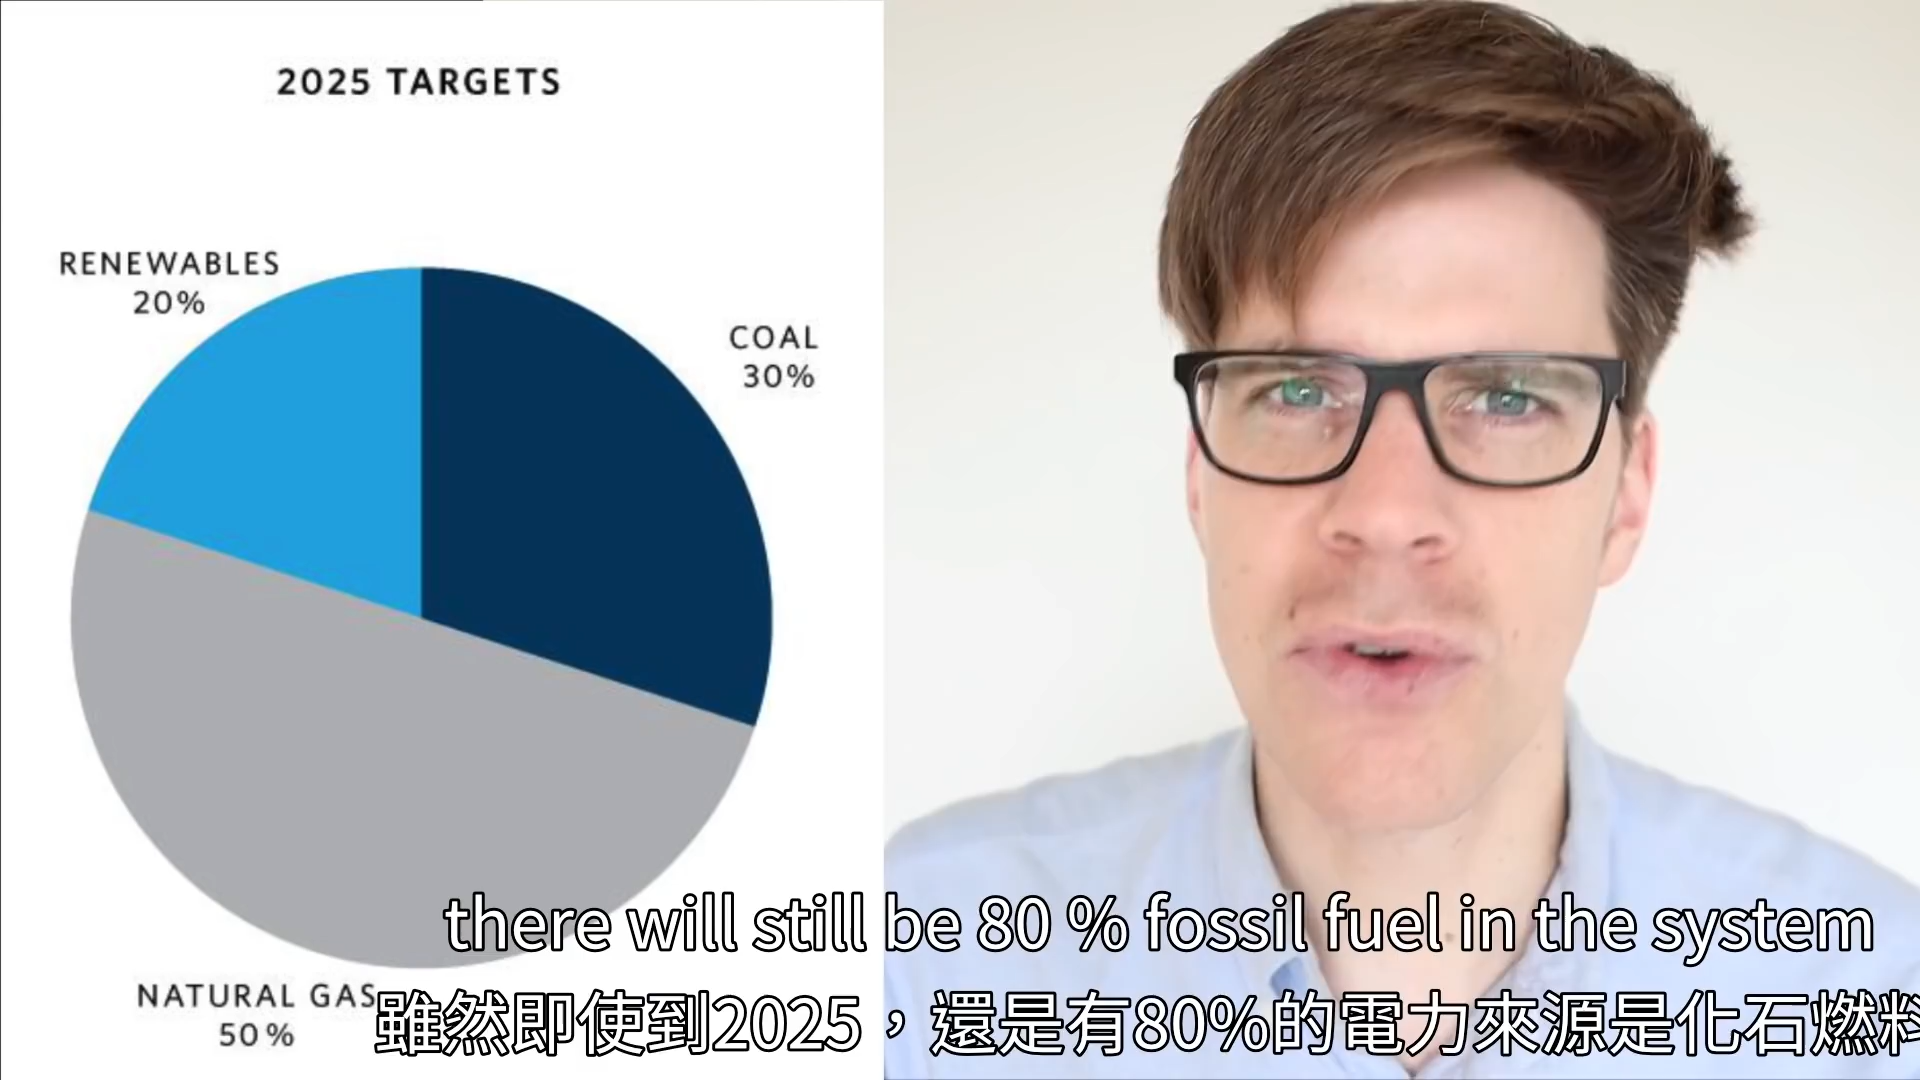 2025 TARGETS
RENEWABLES
20%
COAL
30%
NATURAL GAS
50%
there will still be 80 % fossil fuel in the system
雖然即使到2025，還是有80%的電力來源是化石燃料